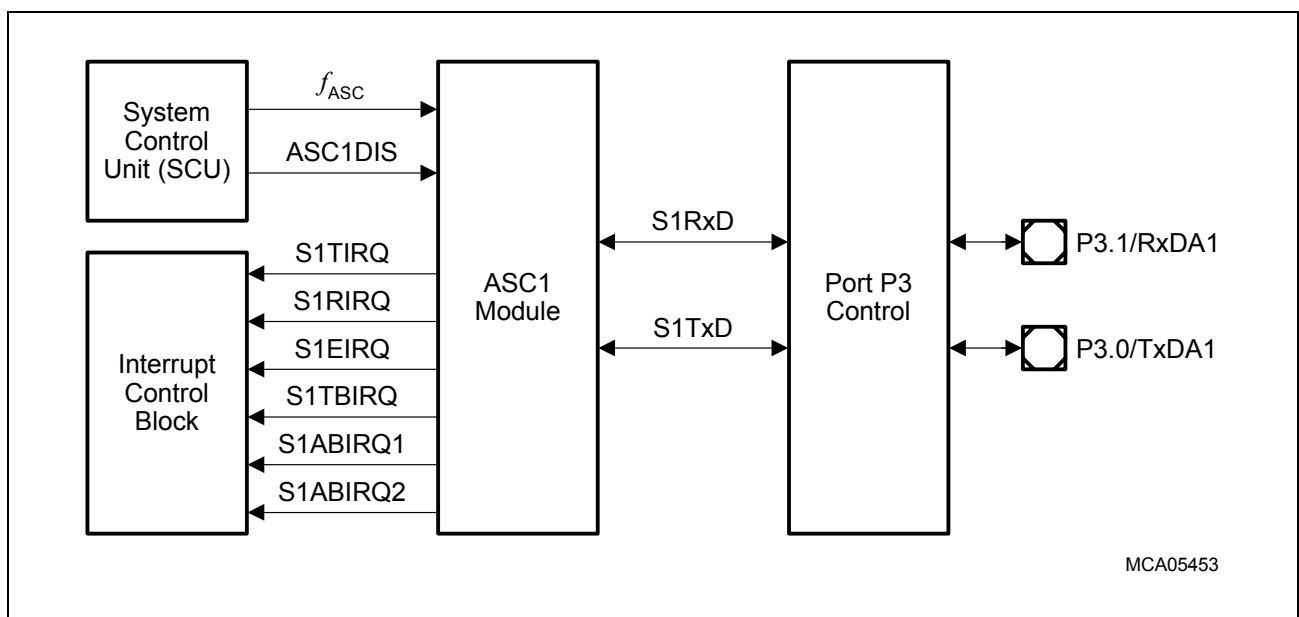 System
Control
Unit (SCU)
fASC
ASC1DIS
Interrupt
Control
Block
S1TIRQ
S1RIRQ
S1EIRQ
S1TBIRQ
S1ABIRQ1
S1ABIRQ2
ASC1
Module
S1RxD
S1TxD
Port P3
Control
P3.1/RxDA1
P3.0/TxDA1
MCA05453